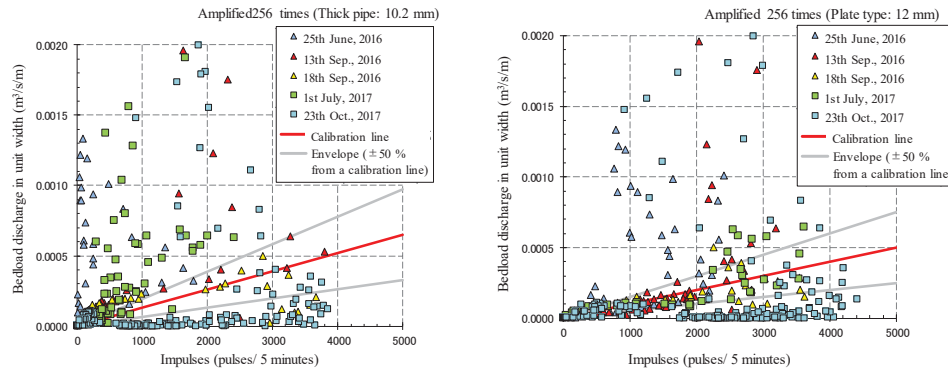 Amplified256 times (Thick pipe: 10.2 mm)
Bedload discharge in unit width (m³/s/m)
0.0020
0.0015
0.0010
0.0005
0.0000
0
1000
2000
3000
4000
5000
Impulses (pulses/ 5 minutes)
25th June, 2016
13th Sep., 2016
18th Sep., 2016
1st July, 2017
23th Oct., 2017
Calibration line
Envelope (±50 %
from a calibration line)
Amplified 256 times (Plate type: 12 mm)
Bedload discharge in unit width (m³/s/m)
0.0020
0.0015
0.0010
0.0005
0.0000
0
1000
2000
3000
4000
5000
Impulses (pulses/ 5 minutes)
25th June, 2016
13th Sep., 2016
18th Sep., 2016
1st July, 2017
23th Oct., 2017
Calibration line
Envelope (±50 %
from a calibration line)